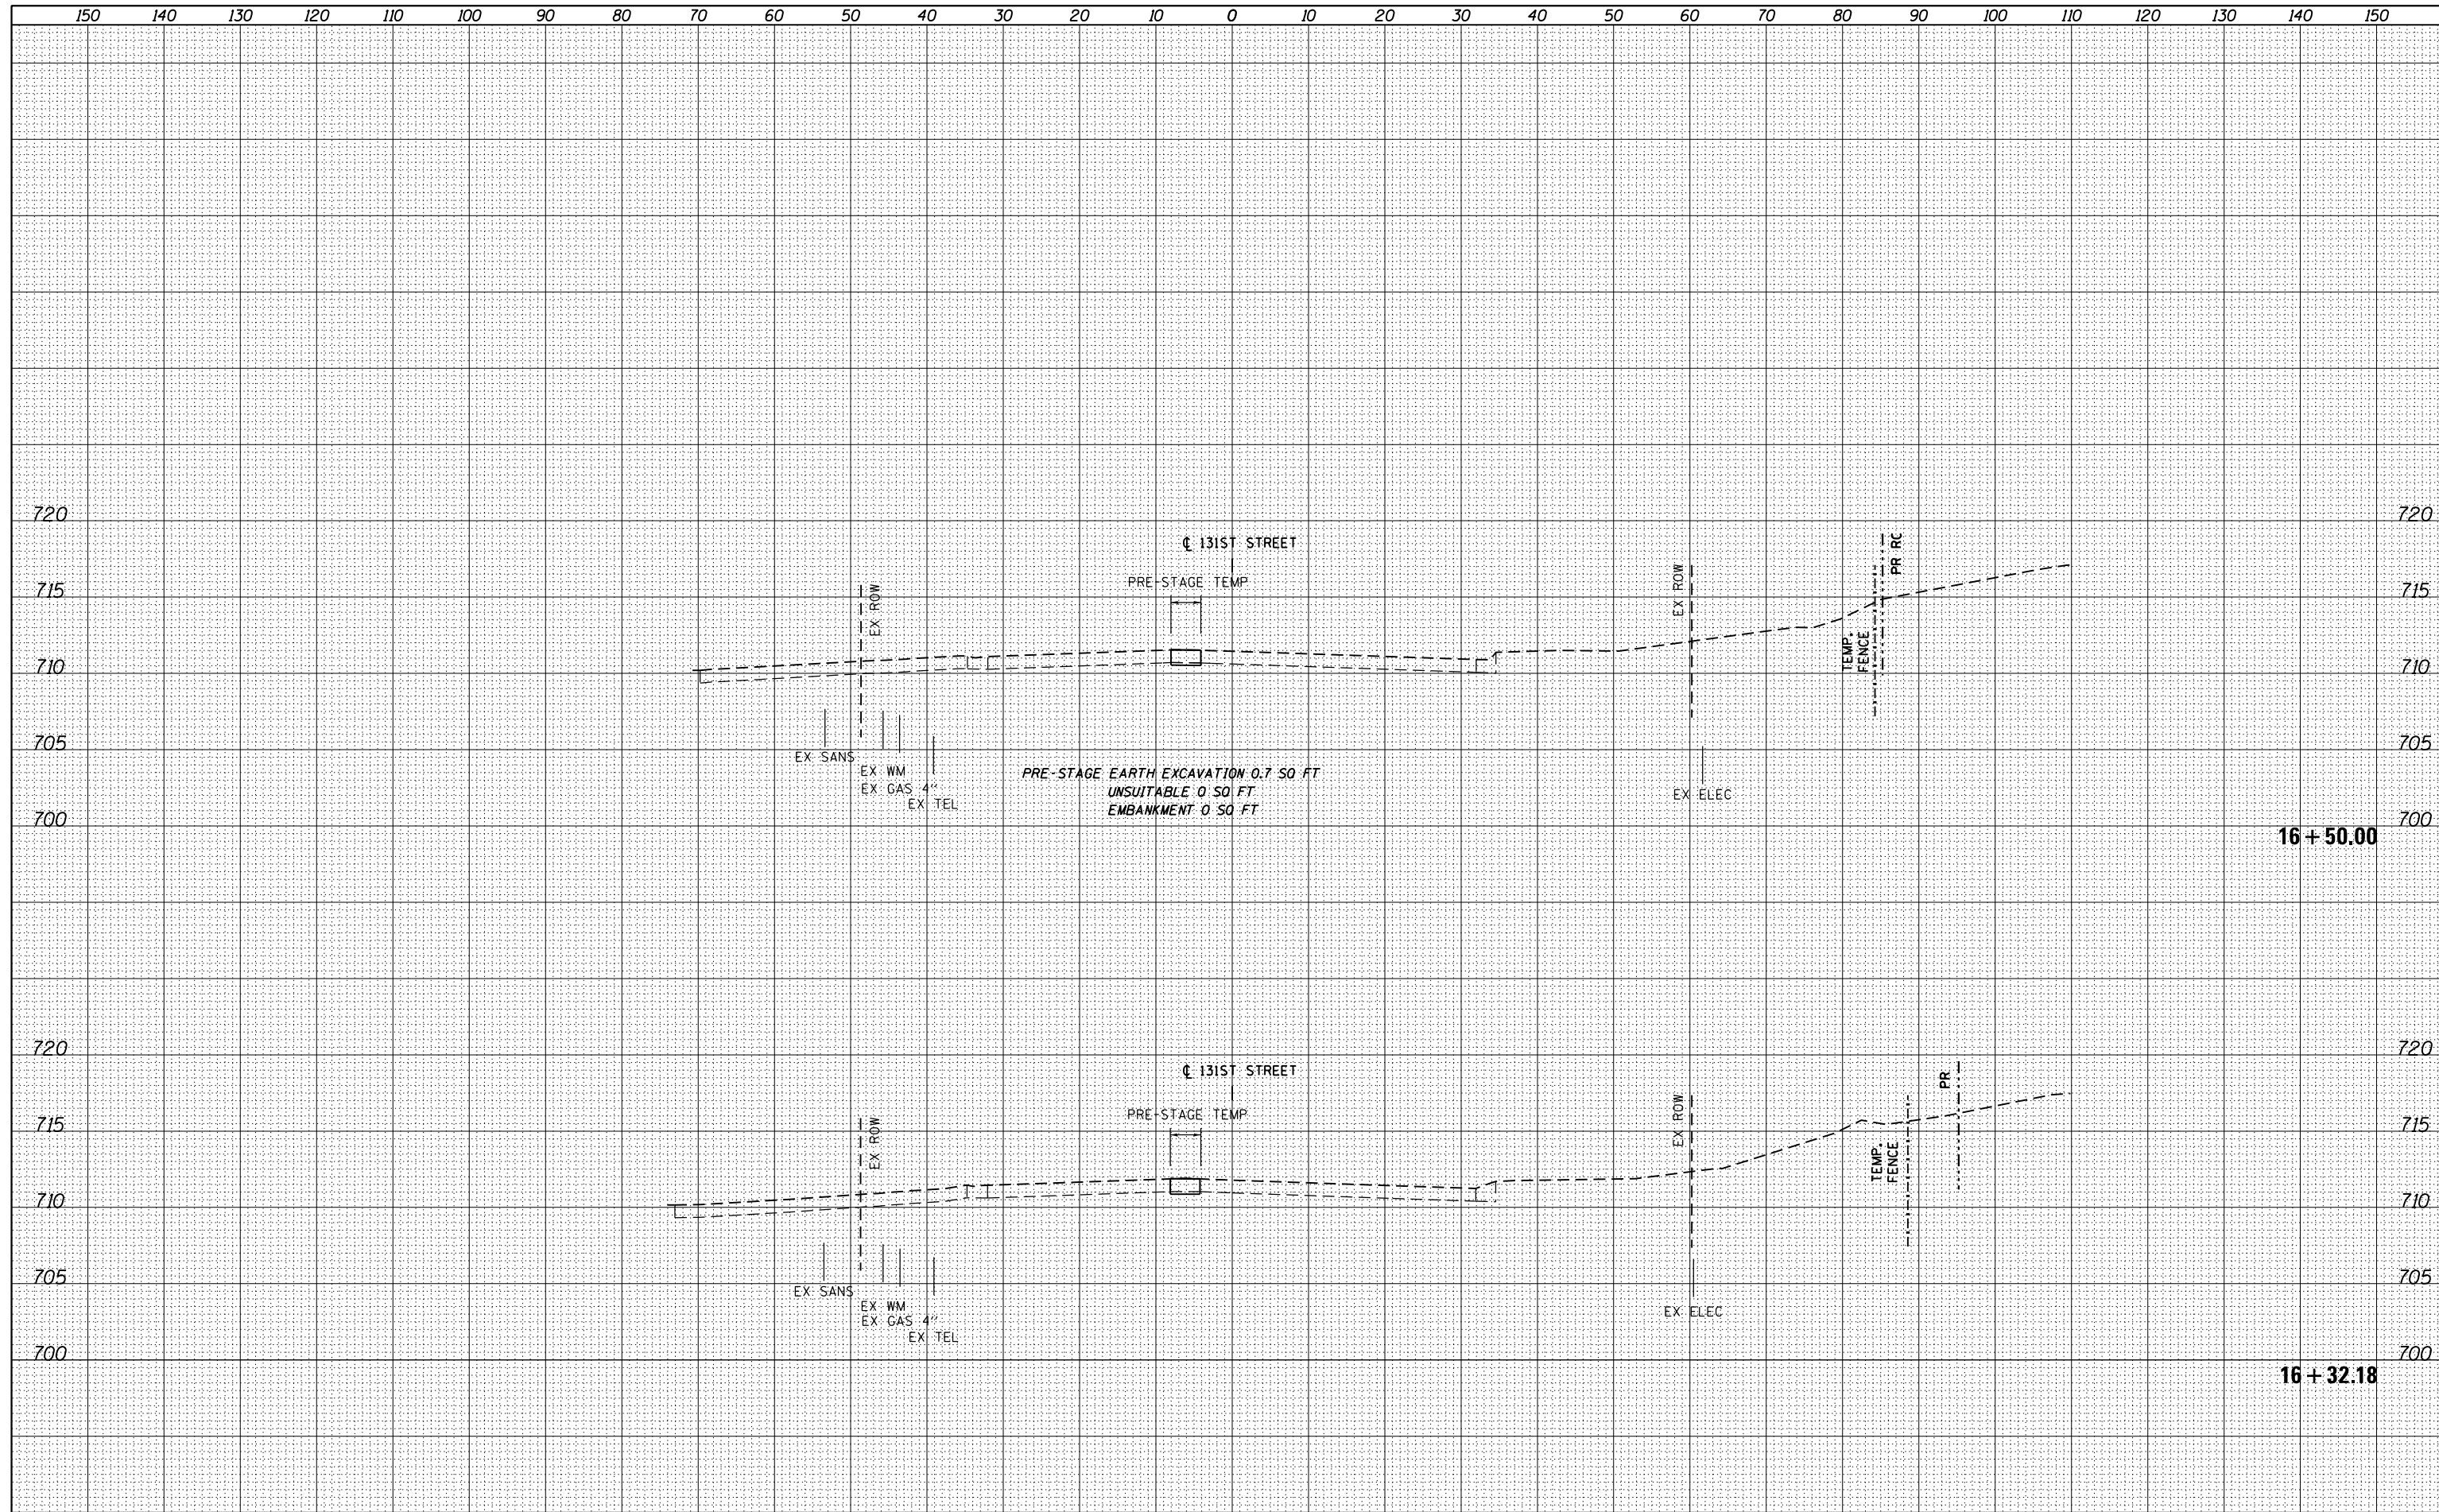 150 140 130 120 110 100 90 80 70 60 50 40 30 20 10 0 10 20 30 40 50 60 70 80 90 100 110 120 130 140 150
720 720
℄ 131ST STREET
PRE-STAGE TEMP
EX ROW
EX ROW
PR RO
715 715
TEMP.
FENCE
710 710
705 705
EX SANS
EX WM
EX GAS 4''
EX TEL
PRE-STAGE EARTH EXCAVATION 0.7 SQ FT
UNSUITABLE 0 SQ FT
EMBANKMENT 0 SQ FT
EX ELEC
700 700
16 + 50.00
720 720
℄ 131ST STREET
PRE-STAGE TEMP
EX ROW
EX ROW
PR
715 715
TEMP.
FENCE
710 710
705 705
EX SANS
EX WM
EX GAS 4''
EX TEL
EX ELEC
700 700
16 + 32.18